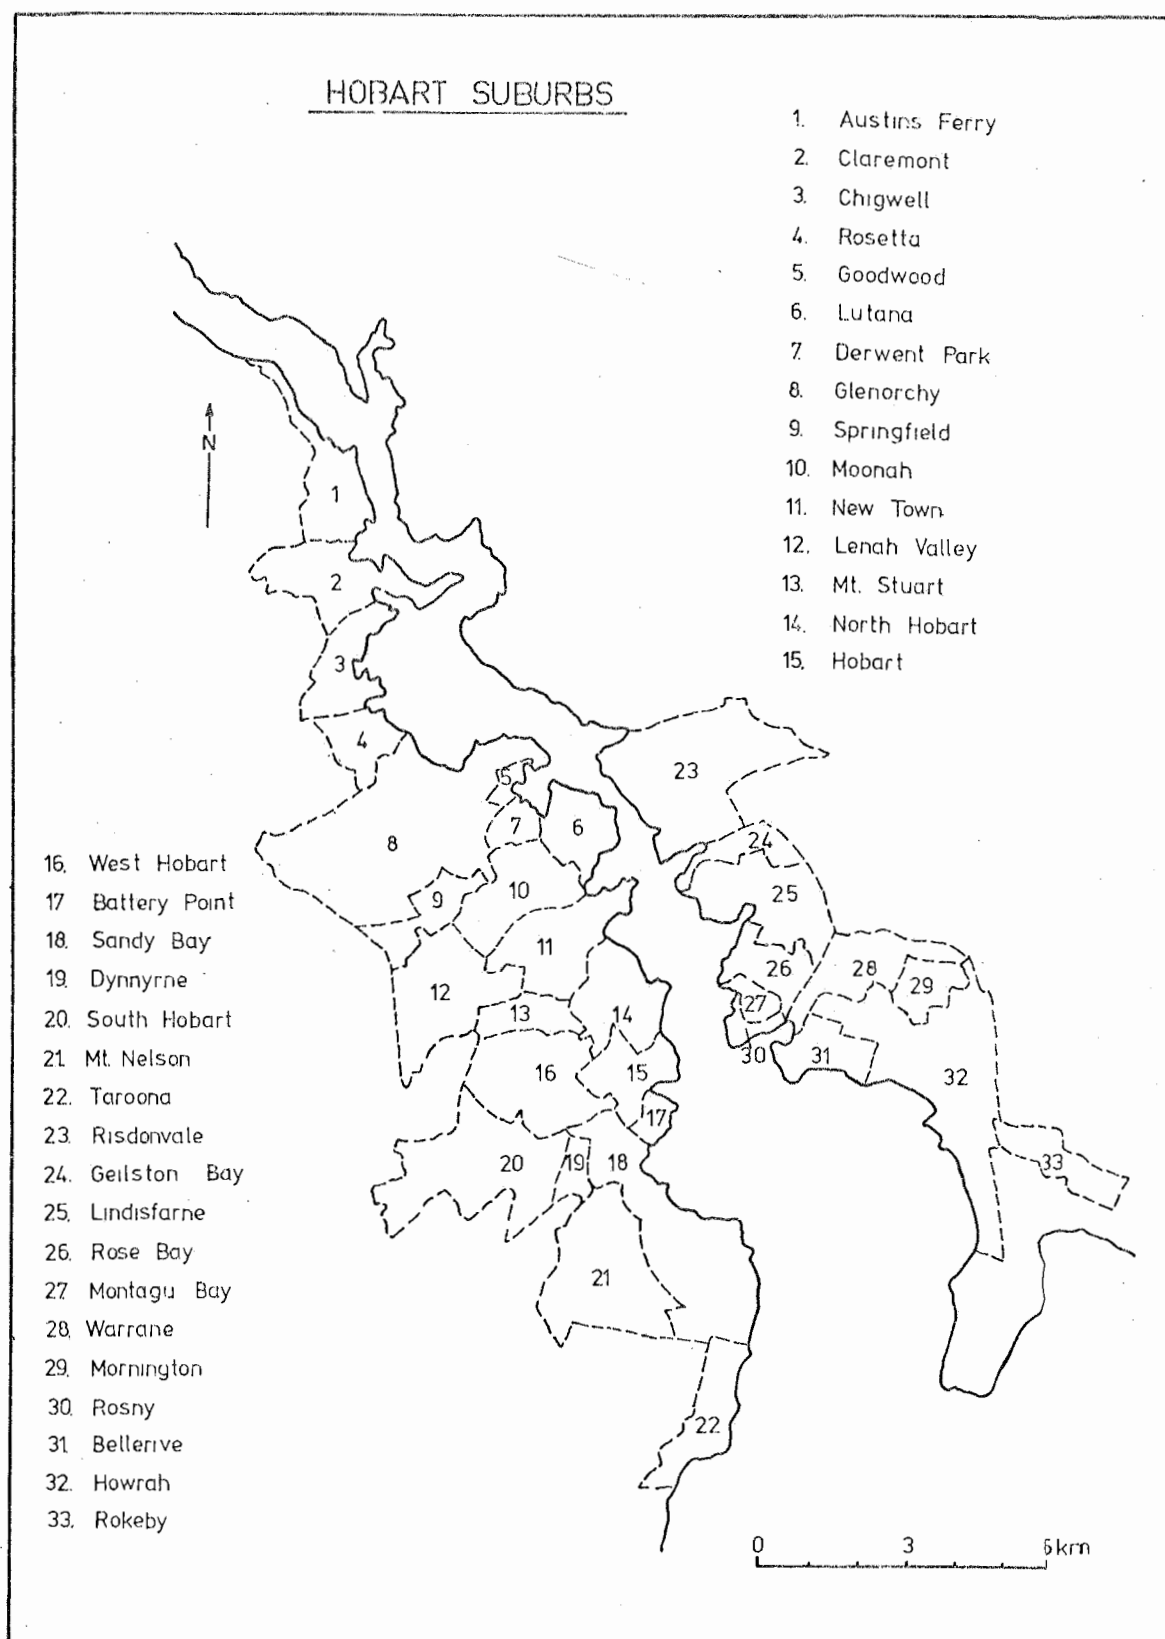 HOBART SUBURBS
1. Austins Ferry
2. Claremont
3. Chigwell
4. Rosetta
5. Goodwood
6. Lutana
7. Derwent Park
8. Glenorchy
9. Springfield
10. Moonah
11. New Town
12. Lenah Valley
13. Mt. Stuart
14. North Hobart
15. Hobart
N
1
2
3
4
5
6
7
8
9
10
11
12
13
14
15
16
17
18
19
20
21
22
23
24
25
26
27
28
29
30
31
32
33
16. West Hobart
17 Battery Point
18. Sandy Bay
19. Dynnyrne
20. South Hobart
21. Mt. Nelson
22. Taroona
23. Risdonvale
24. Geilston Bay
25. Lindisfarne
26. Rose Bay
27. Montagu Bay
28. Warrane
29. Mornington
30. Rosny
31 Bellerive
32. Howrah
33. Rokeby
0 3 6km